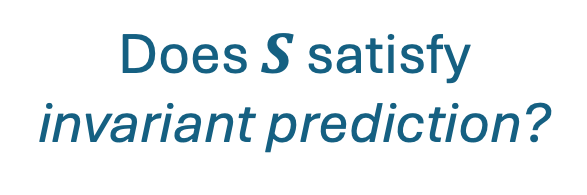 Does S satisfy
invariant prediction?